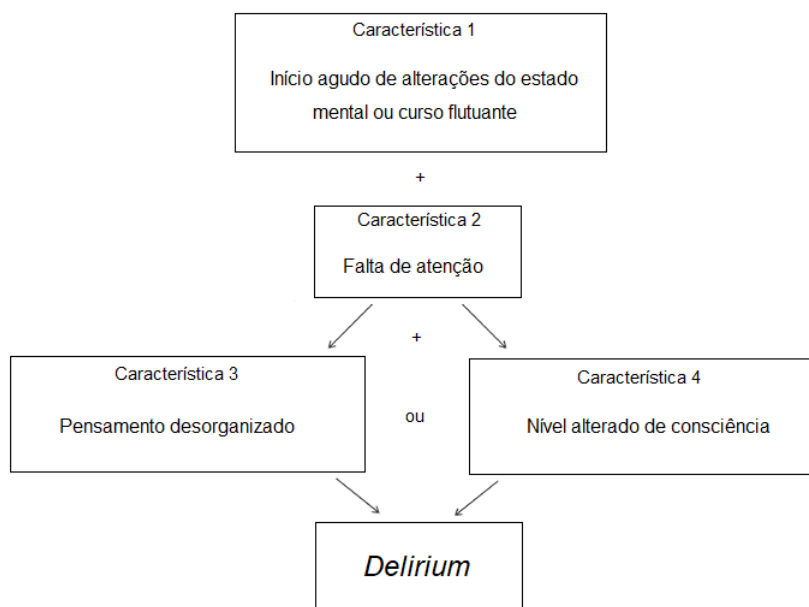 Característica 1
Início agudo de alterações do estado
mental ou curso flutuante
+
Característica 2
Falta de atenção
+
Característica 3
Pensamento desorganizado
ou
Característica 4
Nível alterado de consciência
Delirium